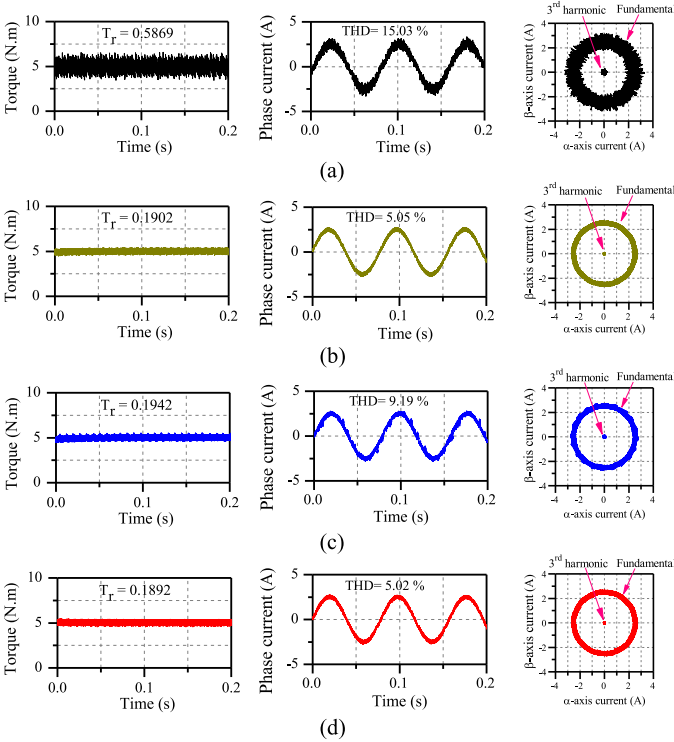 Torque (N.m)
10
5
0
T_r = 0.5869
0.0
0.1
0.2
Time (s)
Phase current (A)
5
0
-5
THD= 15.03 %
0.0
0.1
0.2
Time (s)
3rd harmonic
Fundamental
β-axis current (A)
4
2
0
-2
-4
-4
-2
0
2
4
α-axis current (A)
(a)
Torque (N.m)
10
5
0
T_r = 0.1902
0.0
0.1
0.2
Time (s)
Phase current (A)
5
0
-5
THD= 5.05 %
0.0
0.1
0.2
Time (s)
3rd harmonic
Fundamental
β-axis current (A)
4
2
0
-2
-4
-4
-2
0
2
4
α-axis current (A)
(b)
Torque (N.m)
10
5
0
T_r = 0.1942
0.0
0.1
0.2
Time (s)
Phase current (A)
5
0
-5
THD= 9.19 %
0.0
0.1
0.2
Time (s)
3rd harmonic
Fundamental
β-axis current (A)
4
2
0
-2
-4
-4
-2
0
2
4
α-axis current (A)
(c)
Torque (N.m)
10
5
0
T_r = 0.1892
0.0
0.1
0.2
Time (s)
Phase current (A)
5
0
-5
THD= 5.02 %
0.0
0.1
0.2
Time (s)
3rd harmonic
Fundamental
β-axis current (A)
4
2
0
-2
-4
-4
-2
0
2
4
α-axis current (A)
(d)